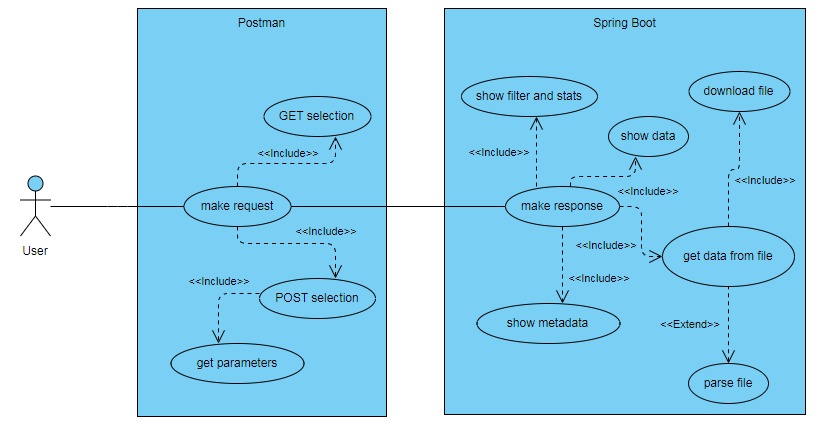 Postman
GET selection
<<Include>>
make request
User
<<Include>>
<<Include>>
POST selection
get parameters
Spring Boot
show filter and stats
download file
show data
<<Include>>
<<Include>>
<<Include>>
make response
<<Include>>
get data from file
<<Include>>
show metadata
<<Extend>>
parse file